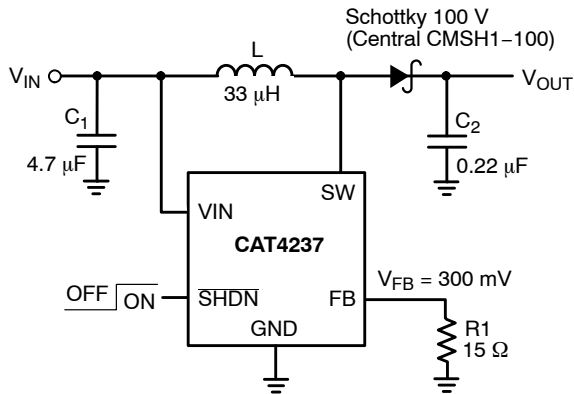 Schottky 100 V
(Central CMSH1−100)
L
VIN
VOUT
33 μH
C1
4.7 μF
C2
0.22 μF
SW
VIN
CAT4237
OFF ON
SHDN
FB
VFB = 300 mV
GND
R1
15 Ω